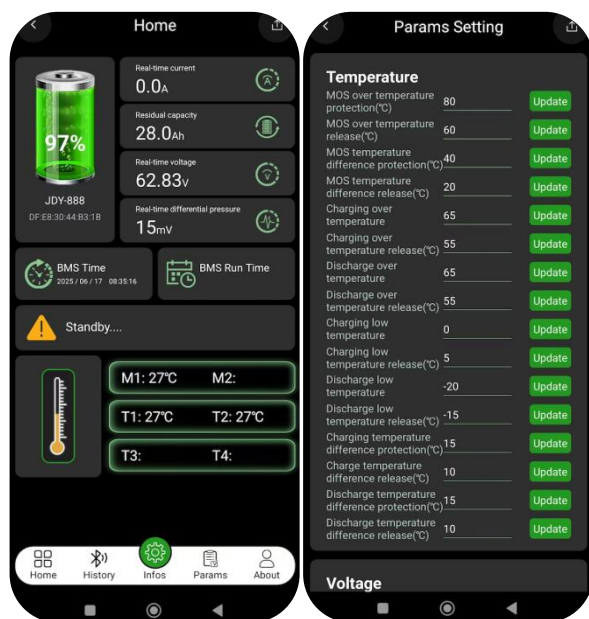 Home
Real-time current
0.0A
Residual capacity
28.0Ah
97%
Real-time voltage
62.83V
JDY-888
DF:E8:30:44:B3:1B
Real-time differential pressure
15mV
BMS Time
2025/06/17 08:35:16
BMS Run Time
Standby....
M1: 27℃ M2:
T1: 27℃ T2: 27℃
T3: T4:
Home History Infos Params About
Params Setting
Temperature
MOS over temperature
protection(℃) 80 Update
MOS over temperature
release(℃) 60 Update
MOS temperature
difference protection(℃) 40 Update
MOS temperature
difference release(℃) 20 Update
Charging over
temperature 65 Update
Charging over
temperature release(℃) 55 Update
Discharge over
temperature 65 Update
Discharge over
temperature release(℃) 55 Update
Charging low
temperature 0 Update
Charging low
temperature release(℃) 5 Update
Discharge low
temperature -20 Update
Discharge low
temperature release(℃) -15 Update
Charging temperature
difference protection(℃) 15 Update
Charge temperature
difference release(℃) 10 Update
Discharge temperature
difference protection(℃) 15 Update
Discharge temperature
difference release(℃) 10 Update
Voltage